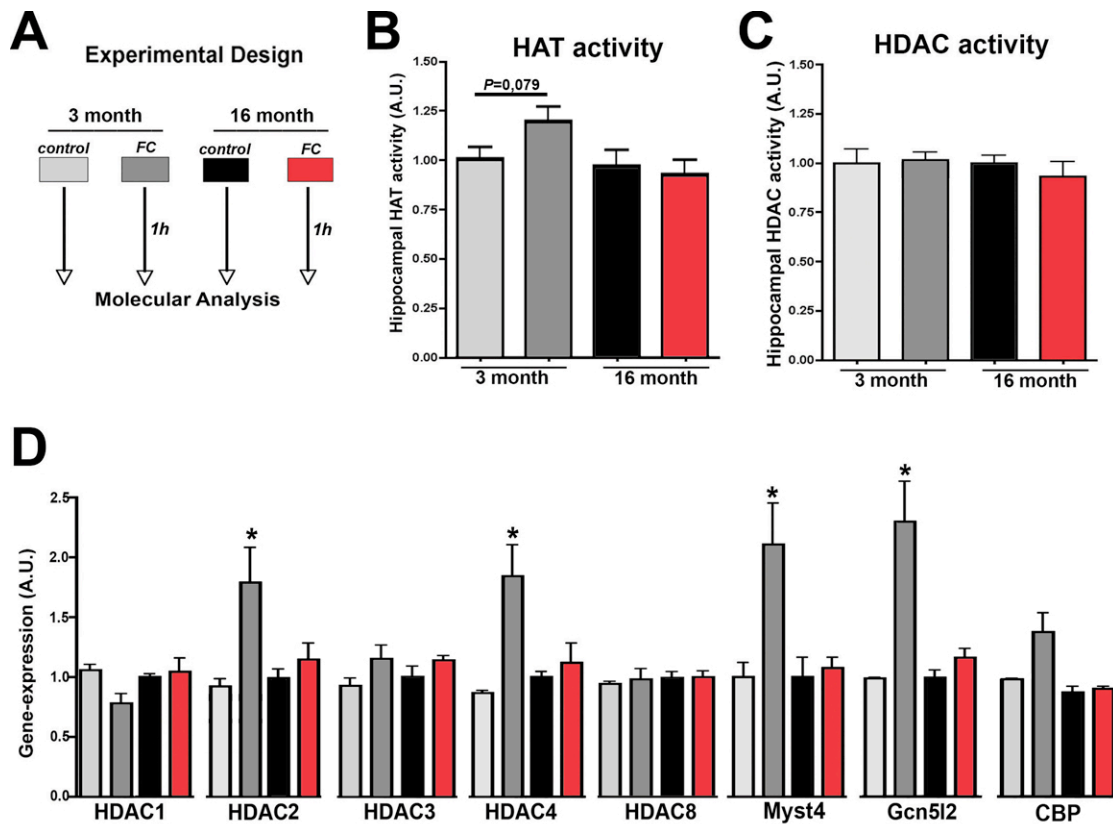 A
Experimental Design
3 month 16 month
control FC control FC
1h 1h
Molecular Analysis
B
HAT activity
Hippocampal HAT activity (A.U.)
1.50
1.25
1.00
0.75
0.50
0.25
0.00
P=0,079
3 month 16 month
C
HDAC activity
Hippocampal HDAC activity (A.U.)
1.50
1.25
1.00
0.75
0.50
0.25
0.00
3 month 16 month
D
Gene-expression (A.U.)
2.5
2.0
1.5
1.0
0.5
0.0
* * * *
HDAC1 HDAC2 HDAC3 HDAC4 HDAC8 Myst4 Gcn5l2 CBP